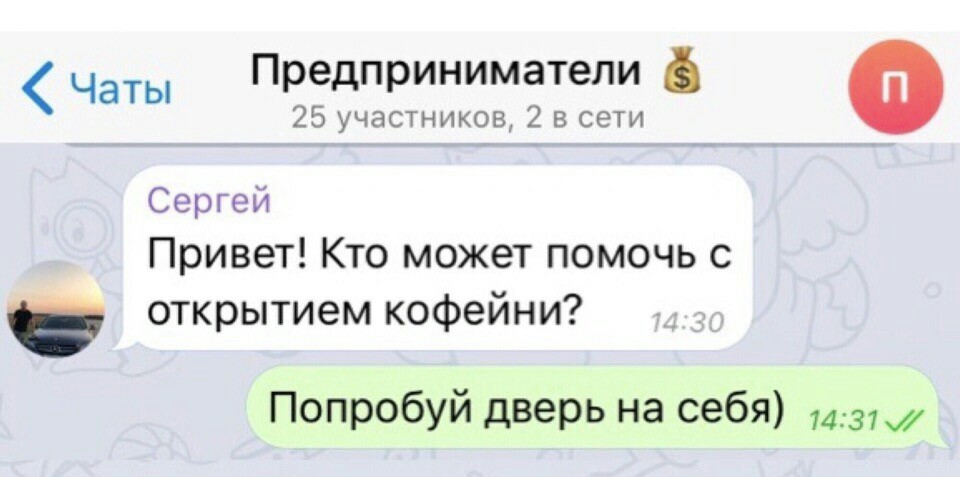 Чаты
Предприниматели 💰
П
25 участников, 2 в сети
Сергей
Привет! Кто может помочь с
открытием кофейни?
14:30
Попробуй дверь на себя)
14:31